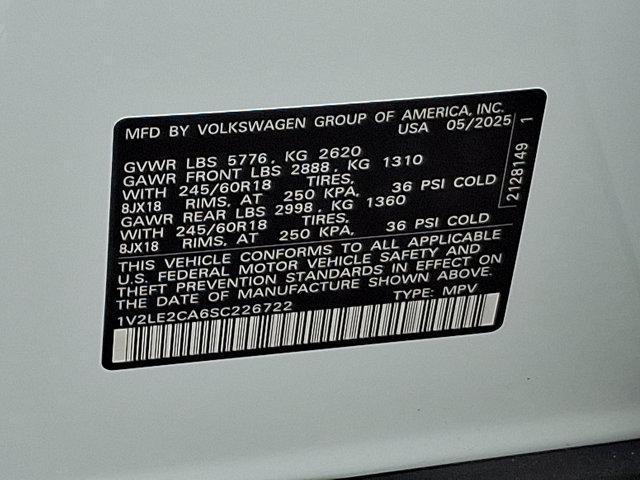 MFD BY VOLKSWAGEN GROUP OF AMERICA, INC.
USA 05/2025
GVWR LBS 5776, KG 2620
GAWR FRONT LBS 2888, KG 1310
WITH 245/60R18 TIRES,
8JX18 RIMS, AT 250 KPA, 36 PSI COLD
GAWR REAR LBS 2998, KG 1360
WITH 245/60R18 TIRES,
8JX18 RIMS, AT 250 KPA, 36 PSI COLD
THIS VEHICLE CONFORMS TO ALL APPLICABLE
U.S. FEDERAL MOTOR VEHICLE SAFETY AND
THEFT PREVENTION STANDARDS IN EFFECT ON
THE DATE OF MANUFACTURE SHOWN ABOVE.
1V2LE2CA6SC226722 TYPE: MPV
2128149 1